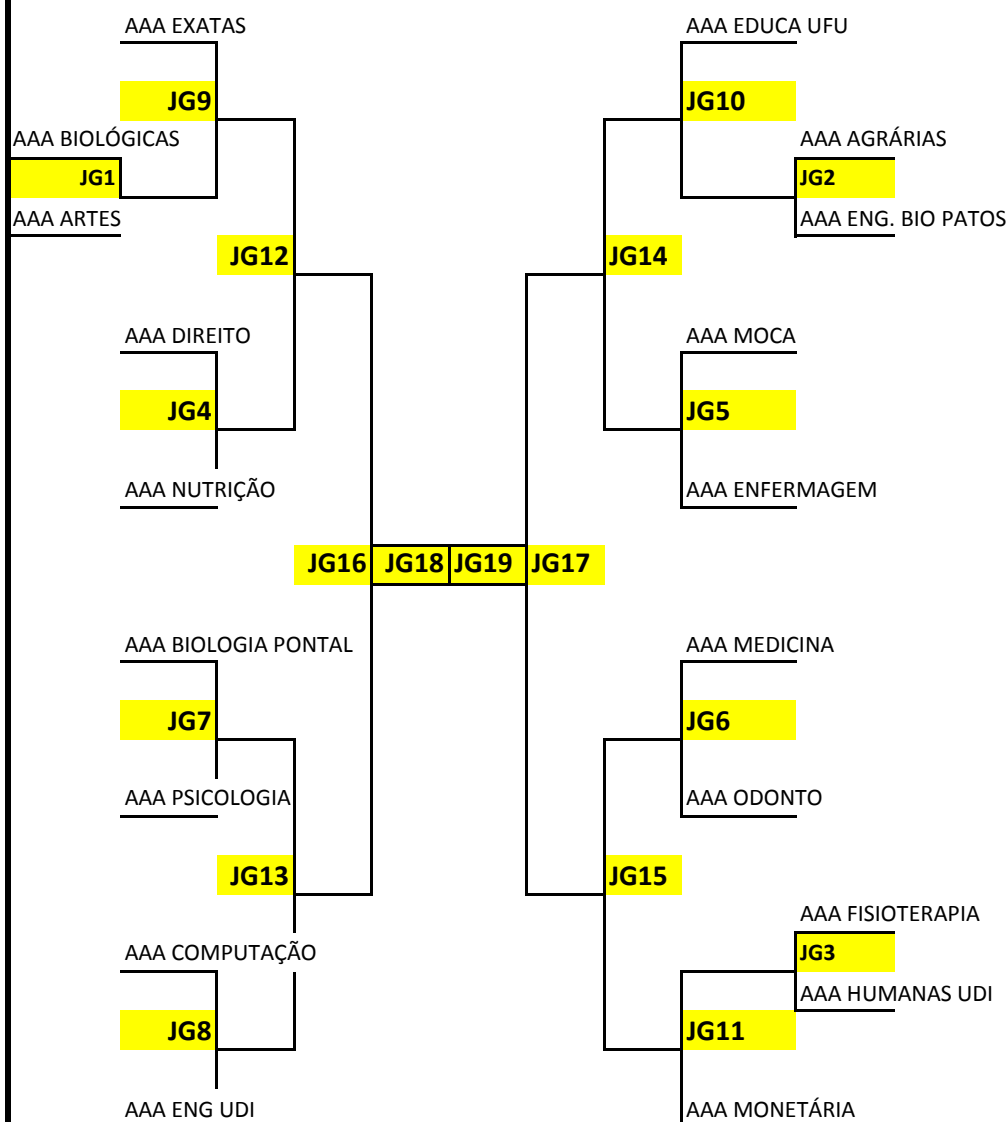 AAA EXATAS AAA EDUCA UFU
JG9 JG10
AAA BIOLÓGICAS AAA AGRÁRIAS
JG1 JG2
AAA ARTES AAA ENG. BIO PATOS
JG12 JG14
AAA DIREITO AAA MOCA
JG4 JG5
AAA NUTRIÇÃO AAA ENFERMAGEM
JG16 JG18 JG19 JG17
AAA BIOLOGIA PONTAL AAA MEDICINA
JG7 JG6
AAA PSICOLOGIA AAA ODONTO
JG13 JG15
AAA FISIOTERAPIA
AAA COMPUTAÇÃO JG3
AAA HUMANAS UDI
JG8 JG11
AAA ENG UDI AAA MONETÁRIA